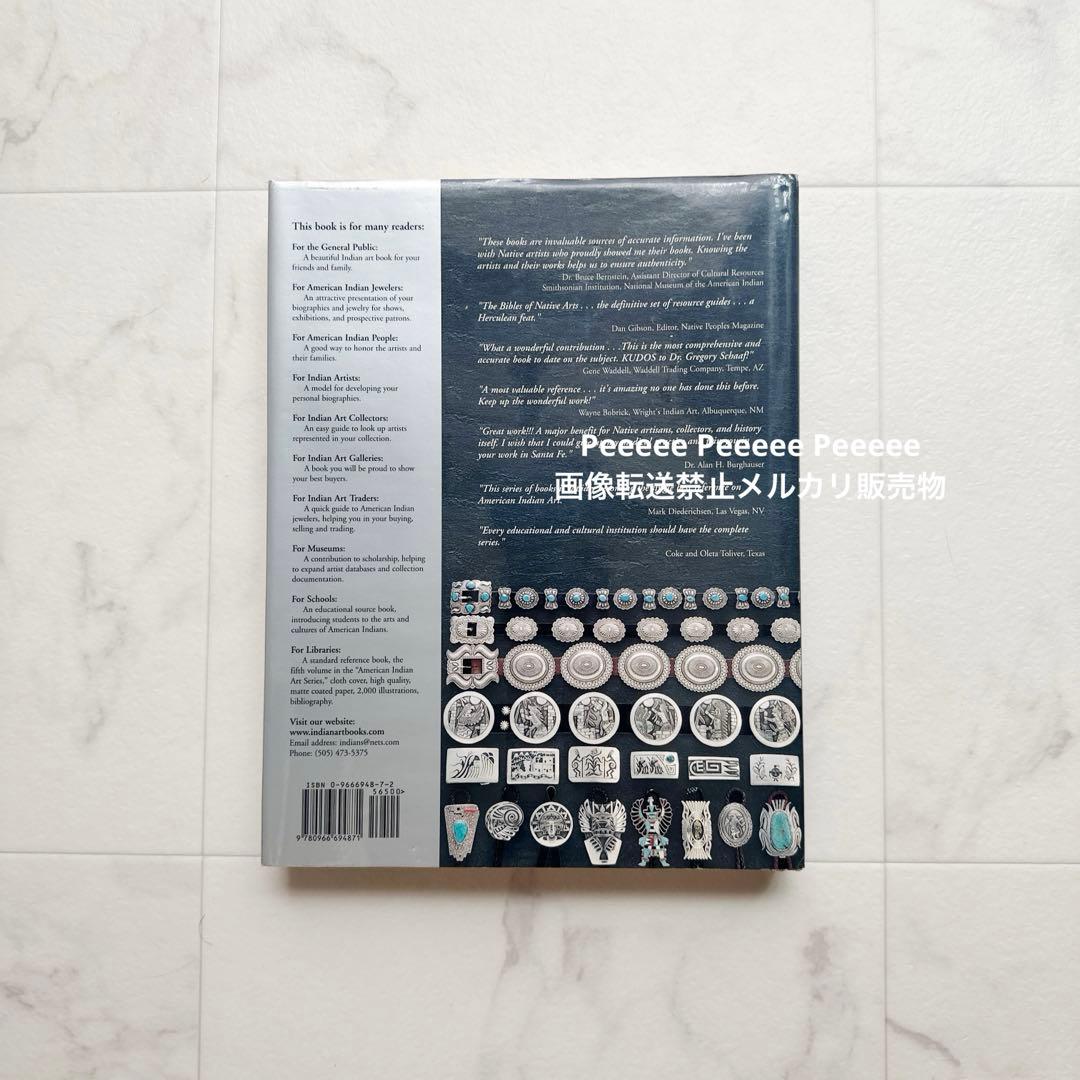 This book is for many readers:
For the General Public:
A beautiful Indian art book for your
friends and family.
For American Indian Jewelers:
An attractive presentation of your
biographies and jewelry for shows,
exhibitions, and prospective patrons.
For American Indian People:
A good way to honor the artists and
their families.
For Indian Artists:
A model for developing your
personal biographies.
For Indian Art Collectors:
An easy guide to look up artists
represented in your collection.
For Indian Art Galleries:
A book you will be proud to show
your best buyers.
For Indian Art Traders:
A quick guide to American Indian
jewelers, helping you in your buying,
selling and trading.
For Museums:
A contribution to scholarship, helping
to expand artist databases and collection
documentation.
For Schools:
An educational source book,
introducing students to the arts and
cultures of American Indians.
For Libraries:
A standard reference book, the
fifth volume in the "American Indian
Art Series," cloth cover, high quality,
matte coated paper, 2,000 illustrations,
bibliography.
Visit our website:
www.indianartbooks.com
Email address: indians@nets.com
Phone: (505) 473-5375
ISBN 0-9666948-7-2
56500>
9 780966 694871
"These books are invaluable sources of accurate information. I've been
with Native artists who proudly showed me their books. Knowing the
artists and their works helps us to ensure authenticity."
Dr. Bruce Bernstein, Assistant Director of Cultural Resources
Smithsonian Institution, National Museum of the American Indian
"The Bibles of Native Arts . . . the definitive set of resource guides . . . a
Herculean feat."
Dan Gibson, Editor, Native Peoples Magazine
"What a wonderful contribution . . .This is the most comprehensive and
accurate book to date on the subject. KUDOS to Dr. Gregory Schaaf!"
Gene Waddell, Waddell Trading Company, Tempe, AZ
"A most valuable reference . . . it's amazing no one has done this before.
Keep up the wonderful work!"
Wayne Bobrick, Wright's Indian Art, Albuquerque, NM
"Great work!!! A major benefit for Native artisans, collectors, and history
itself. I wish that I could
your work in Santa Fe."
Dr. Alan H. Burghauser
"This series of books
on
American Indian Art
Mark Diederichsen, Las Vegas, NV
"Every educational and cultural institution should have the complete
series."
Coke and Oleta Toliver, Texas
Peeeee Peeeeee Peeeee
画像転送禁止メルカリ販売物